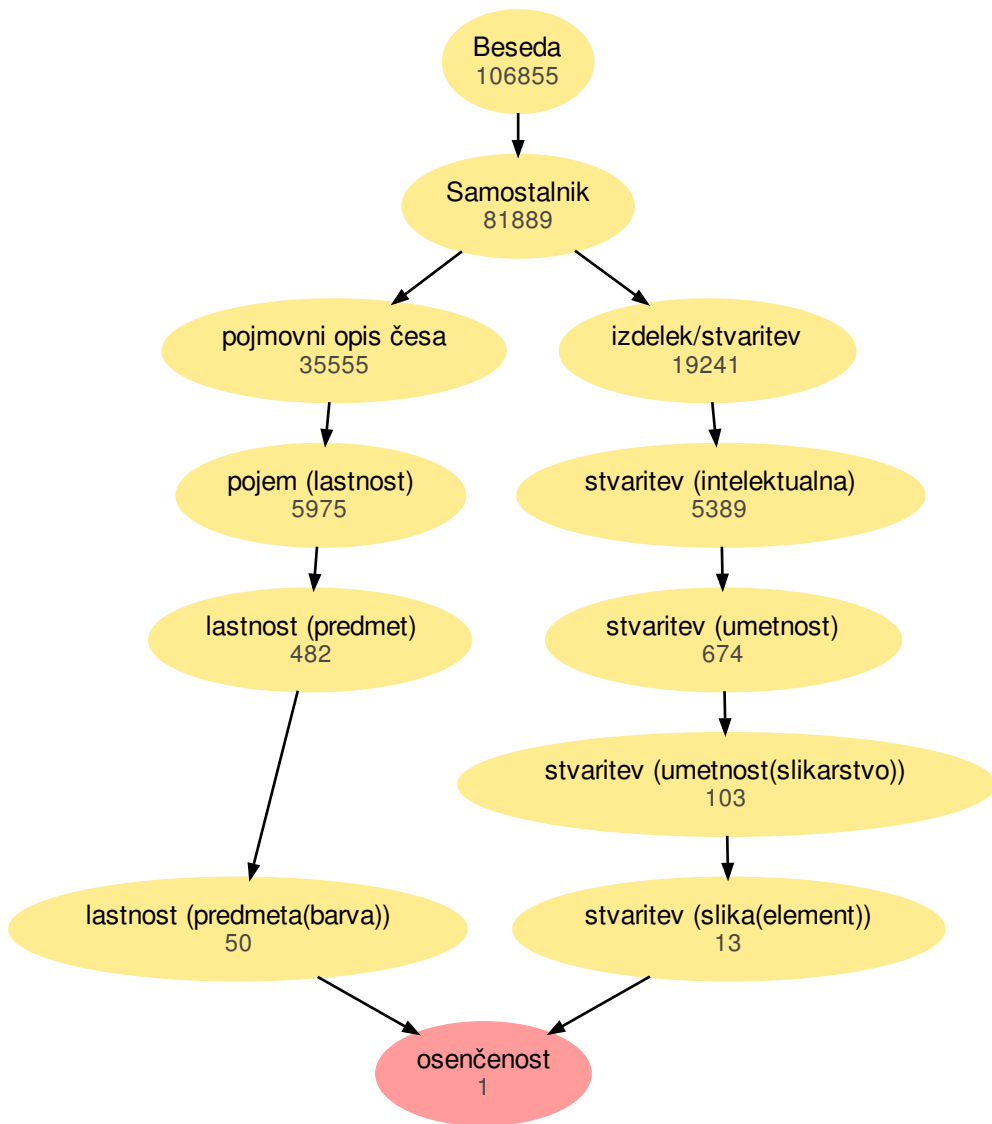 Beseda
106855
Samostalnik
81889
pojmovni opis česa
35555
izdelek/stvaritev
19241
pojem (lastnost)
5975
stvaritev (intelektualna)
5389
lastnost (predmet)
482
stvaritev (umetnost)
674
stvaritev (umetnost(slikarstvo))
103
lastnost (predmeta(barva))
50
stvaritev (slika(element))
13
osenčenost
1